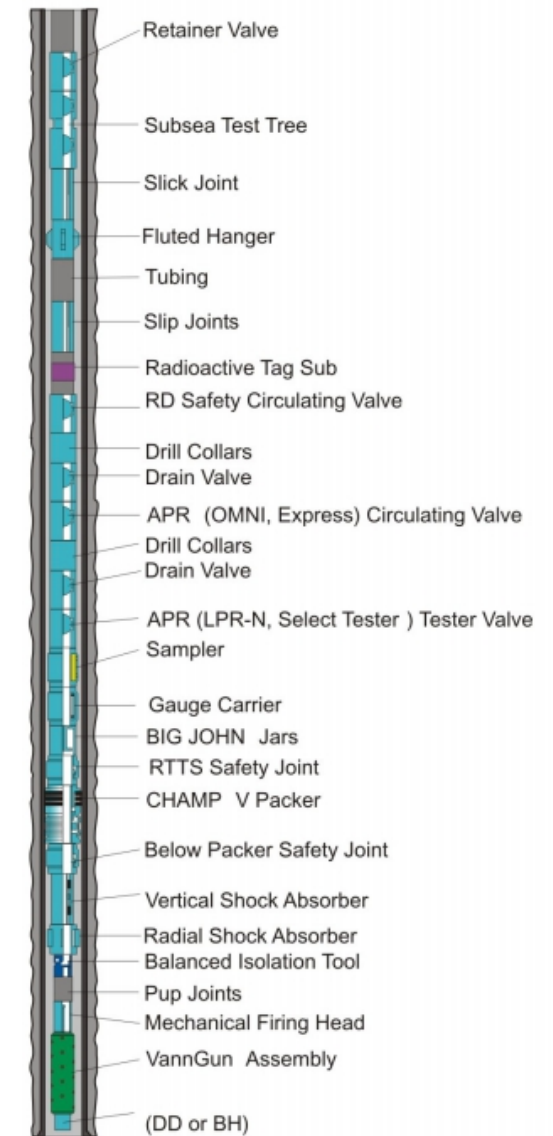 Retainer Valve
Subsea Test Tree
Slick Joint
Fluted Hanger
Tubing
Slip Joints
Radioactive Tag Sub
RD Safety Circulating Valve
Drill Collars
Drain Valve
APR (OMNI, Express) Circulating Valve
Drill Collars
Drain Valve
APR (LPR-N, Select Tester ) Tester Valve
Sampler
Gauge Carrier
BIG JOHN Jars
RTTS Safety Joint
CHAMP V Packer
Below Packer Safety Joint
Vertical Shock Absorber
Radial Shock Absorber
Balanced Isolation Tool
Pup Joints
Mechanical Firing Head
VannGun Assembly
(DD or BH)